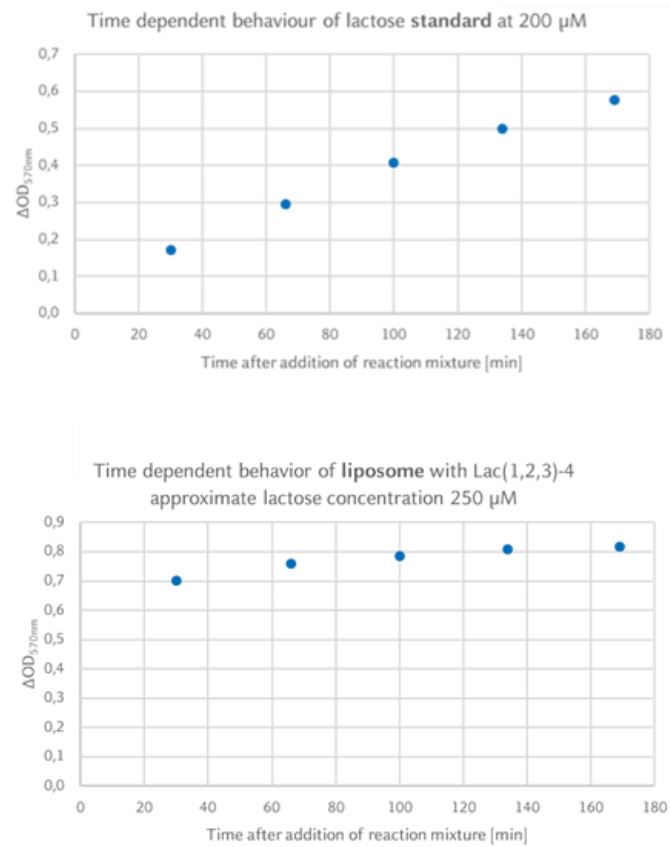 Time dependent behaviour of lactose standard at 200 µM
0,7
0,6
0,5
0,4
0,3
0,2
0,1
0,0
ΔOD570nm
0 20 40 60 80 100 120 140 160 180
Time after addition of reaction mixture [min]
Time dependent behavior of liposome with Lac(1,2,3)-4
approximate lactose concentration 250 µM
0,9
0,8
0,7
0,6
0,5
0,4
0,3
0,2
0,1
0,0
ΔOD570nm
0 20 40 60 80 100 120 140 160 180
Time after addition of reaction mixture [min]